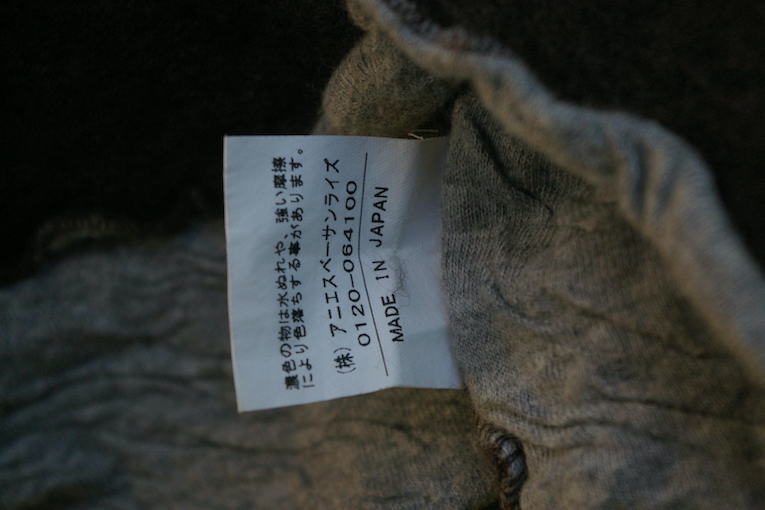 濃色の物は水ぬれや、強い摩擦
により色落ちする事があります。
(株) アニエスベーサンライズ
0120-064100
MADE IN JAPAN